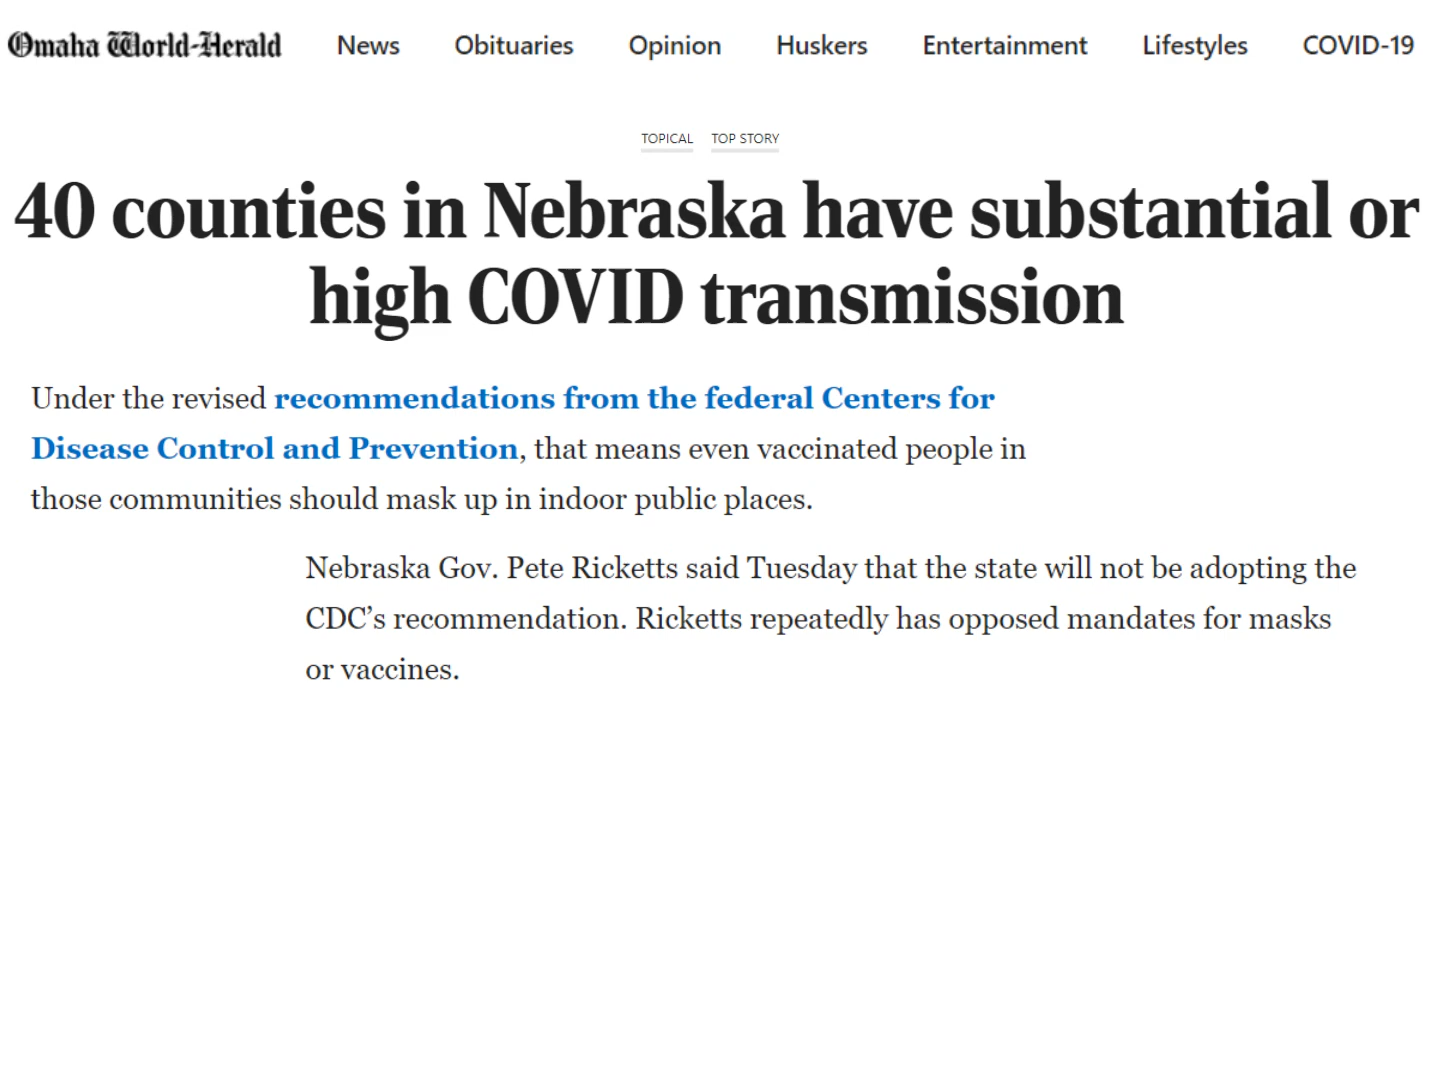 Omaha World-Herald News Obituaries Opinion Huskers Entertainment Lifestyles COVID-19
TOPICAL TOP STORY
40 counties in Nebraska have substantial or
high COVID transmission
Under the revised recommendations from the federal Centers for
Disease Control and Prevention, that means even vaccinated people in
those communities should mask up in indoor public places.
Nebraska Gov. Pete Ricketts said Tuesday that the state will not be adopting the
CDC’s recommendation. Ricketts repeatedly has opposed mandates for masks
or vaccines.